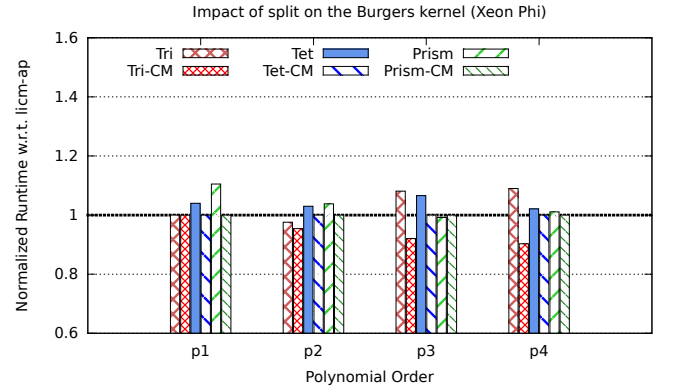 Impact of split on the Burgers kernel (Xeon Phi)
1.6
Tri Tet Prism
Tri-CM Tet-CM Prism-CM
1.4
1.2
1
0.8
0.6
Normalized Runtime w.r.t. licm-ap
p1 p2 p3 p4
Polynomial Order